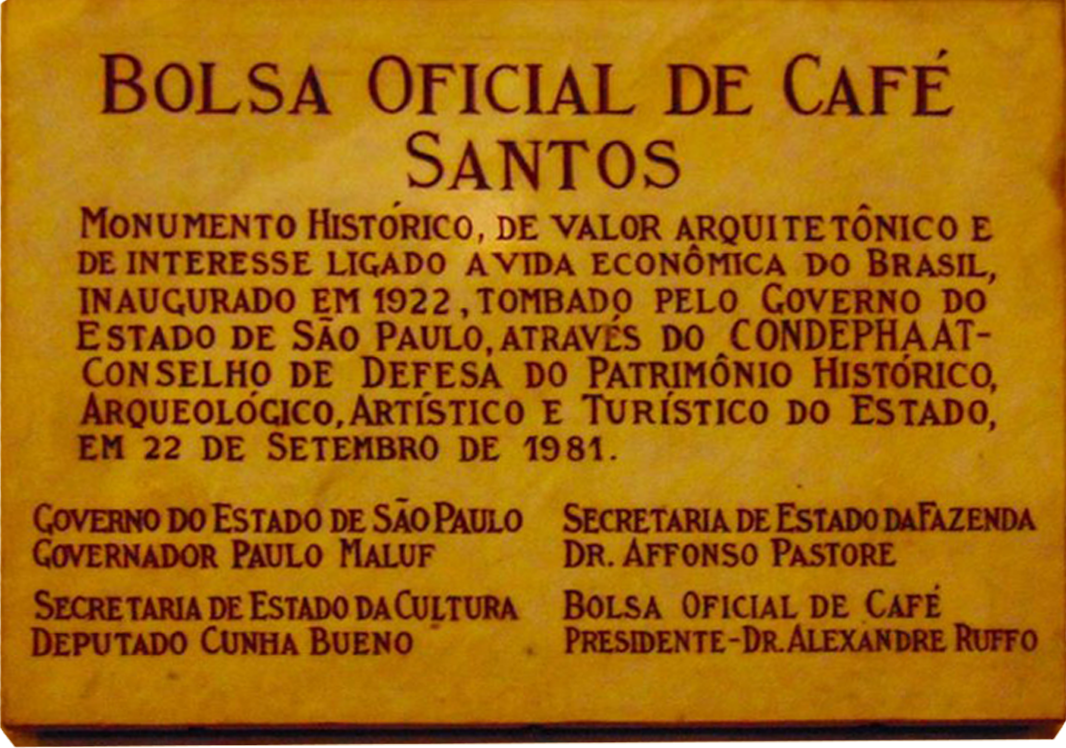 BOLSA OFICIAL DE CAFÉ
SANTOS
MONUMENTO HISTÓRICO, DE VALOR ARQUITETÔNICO E
DE INTERESSE LIGADO A VIDA ECONÔMICA DO BRASIL,
INAUGURADO EM 1922, TOMBADO PELO GOVERNO DO
ESTADO DE SÃO PAULO, ATRAVÉS DO CONDEPHAAT-
CONSELHO DE DEFESA DO PATRIMÔNIO HISTÓRICO,
ARQUEOLÓGICO, ARTÍSTICO E TURÍSTICO DO ESTADO,
EM 22 DE SETEMBRO DE 1981.
GOVERNO DO ESTADO DE SÃO PAULO
GOVERNADOR PAULO MALUF
SECRETARIA DE ESTADO DA CULTURA
DEPUTADO CUNHA BUENO
SECRETARIA DE ESTADO DA FAZENDA
DR. AFFONSO PASTORE
BOLSA OFICIAL DE CAFÉ
PRESIDENTE-DR. ALEXANDRE RUFFO